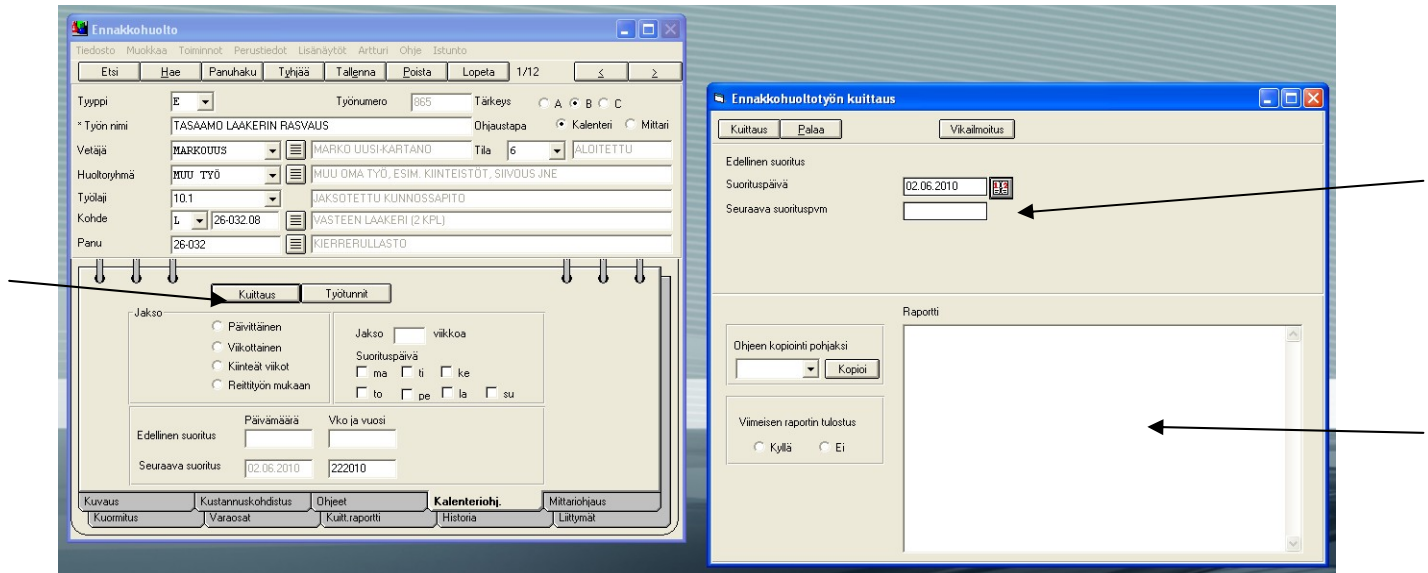 Ennakkohuolto
Tiedosto Muokkaa Toiminnot Perustiedot Lisänäytöt Artturi Ohje Istunto
Etsi Hae Panuhaku Tyhjää Tallenna Poista Lopeta 1/12 < >
Tyyppi E Työnumero 865 Tärkeys A B C
* Työn nimi TASAAMO LAAKERIN RASVAUS Ohjaustapa Kalenteri Mittari
Vetäjä MARKOUUS MARKO UUSI-KARTANO Tila 6 ALOITETTU
Huoltoryhmä MUU TYÖ MUU OMA TYÖ, ESIM. KIINTEISTÖT, SIIVOUS JNE
Työlaji 10.1 JAKSOTETTU KUNNOSSAPITO
Kohde L 26-032.08 VASTEEN LAAKERI (2 KPL)
Panu 26-032 KIERRERULLASTO
Kuittaus Työtunnit
Jakso
Päivittäinen
Viikottainen
Kiinteät viikot
Reittityön mukaan
Jakso viikkoa
Suorituspäivä
ma ti ke
to pe la su
Päivämäärä Vko ja vuosi
Edellinen suoritus
Seuraava suoritus 02.06.2010 222010
Kuvaus Kustannuskohdistus Ohjeet Kalenteriohj. Mittariohjaus
Kuormitus Varaosat Kuitt.raportti Historia Liittymät
Ennakkohuoltotyön kuittaus
Kuittaus Palaa Vikailmoitus
Edellinen suoritus
Suorituspäivä 02.06.2010
Seuraava suorituspvm
Raportti
Ohjeen kopiointi pohjaksi
Kopioi
Viimeisen raportin tulostus
Kyllä Ei